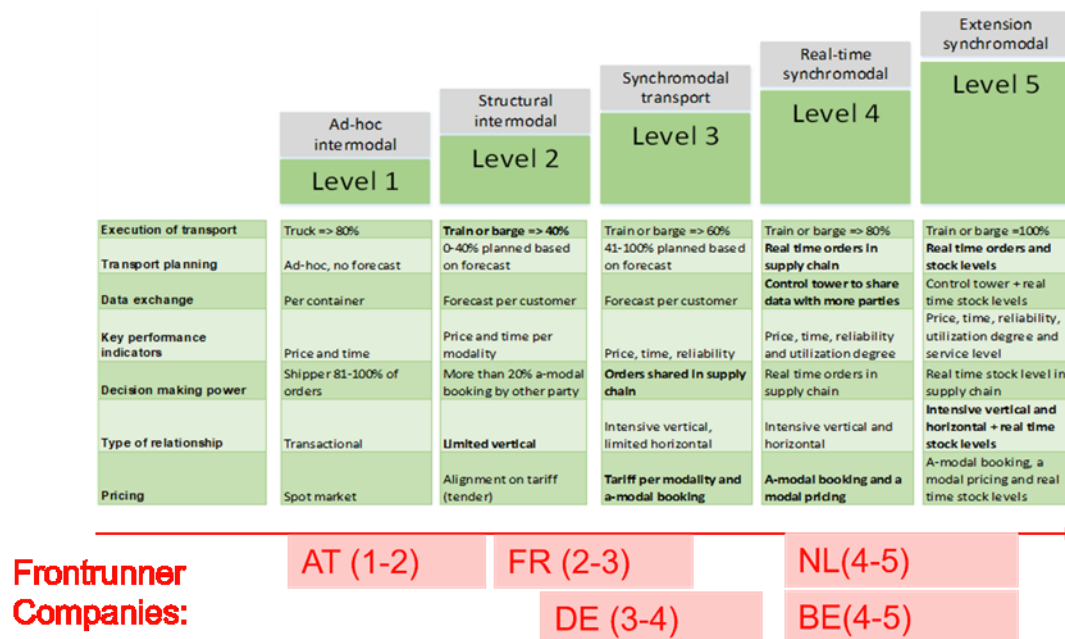 Extension
synchromodal
Level 5
Real-time
synchromodal
Level 4
Synchromodal
transport
Level 3
Structural
intermodal
Level 2
Ad-hoc
intermodal
Level 1
Execution of transport
Truck => 80%
Train or barge => 40%
Train or barge => 60%
Train or barge => 80%
Train or barge =100%
Transport planning
Ad-hoc, no forecast
0-40% planned based
on forecast
41-100% planned based
on forecast
Real time orders in
supply chain
Real time orders and
stock levels
Data exchange
Per container
Forecast per customer
Forecast per customer
Control tower to share
data with more parties
Control tower + real
time stock levels
Key performance
indicators
Price and time
Price and time per
modality
Price, time, reliability
Price, time, reliability
and utilization degree
Price, time, reliability,
utilization degree and
service level
Decision making power
Shipper 81-100% of
orders
More than 20% a-modal
booking by other party
Orders shared in supply
chain
Real time orders in
supply chain
Real time stock level in
supply chain
Type of relationship
Transactional
Limited vertical
Intensive vertical,
limited horizontal
Intensive vertical and
horizontal
Intensive vertical and
horizontal + real time
stock levels
Pricing
Spot market
Alignment on tariff
(tender)
Tariff per modality and
a-modal booking
A-modal booking and a
modal pricing
A-modal booking, a
modal pricing and real
time stock levels
Frontrunner
Companies:
AT (1-2)
FR (2-3)
NL(4-5)
DE (3-4)
BE(4-5)